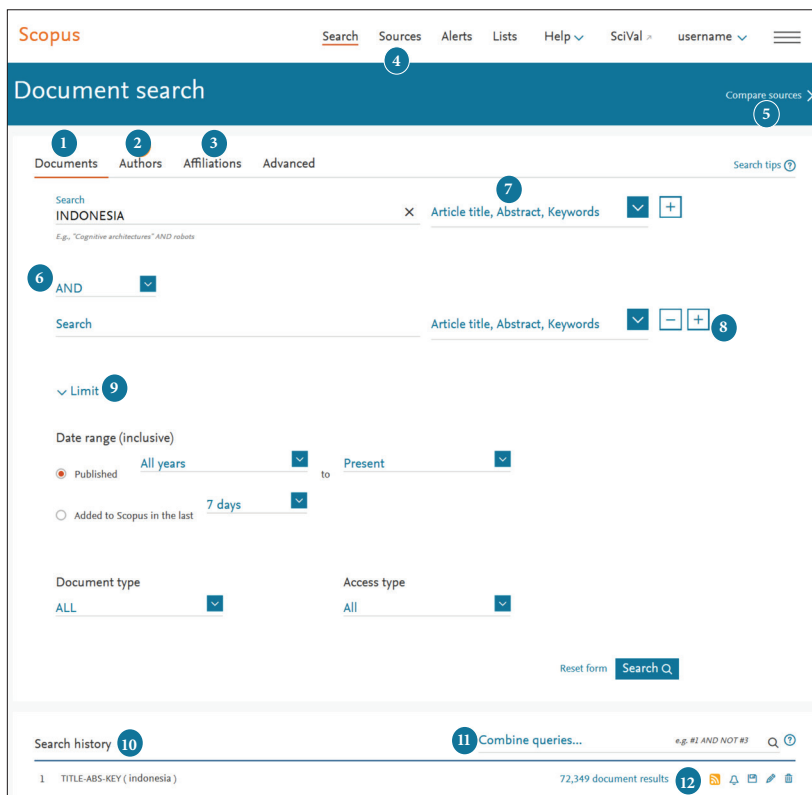 Scopus Search Sources Alerts Lists Help SciVal username
4
Document search
Compare sources
5
1 2 3
Documents Authors Affiliations Advanced
Search tips ?
7
Search
INDONESIA Article title, Abstract, Keywords
E.g., "Cognitive architectures" AND robots
6
AND
Search Article title, Abstract, Keywords
8
Limit 9
Date range (inclusive)
Published All years to Present
Added to Scopus in the last 7 days
Document type Access type
ALL All
Reset form Search
Search history 10 11 Combine queries... e.g. #1 AND NOT #3 ?
1 TITLE-ABS-KEY ( indonesia ) 72,349 document results 12